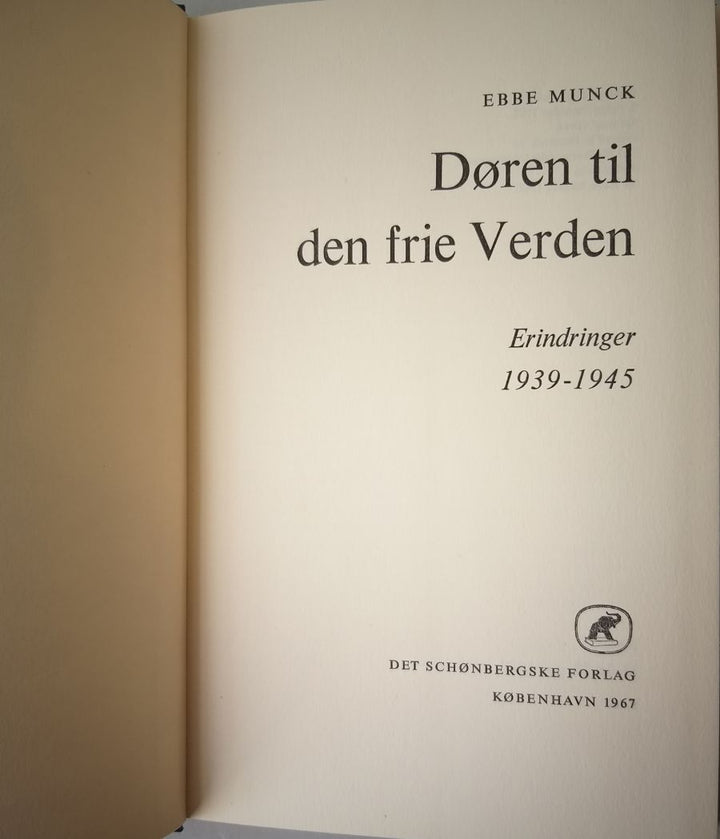 EBBE MUNCK
Døren til
den frie Verden
Erindringer
1939-1945
DET SCHØNBERGSKE FORLAG
KØBENHAVN 1967